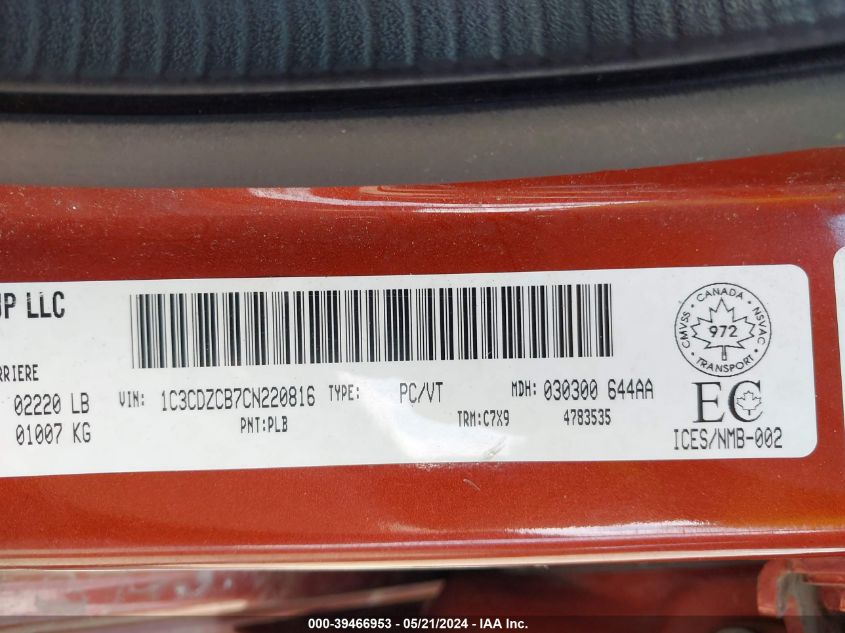 UP LLC
RRIERE
02220 LB
01007 KG
VIN: 1C3CDZCB7CN220816 TYPE: PC/VT MDH: 030300 644AA
PNT:PLB TRM:C7X9 4783535
CANADA
CMVSS NSVAC
972
TRANSPORT
EC
ICES/NMB-002
000-39466953 / 05/21/2024 - IAA Inc.